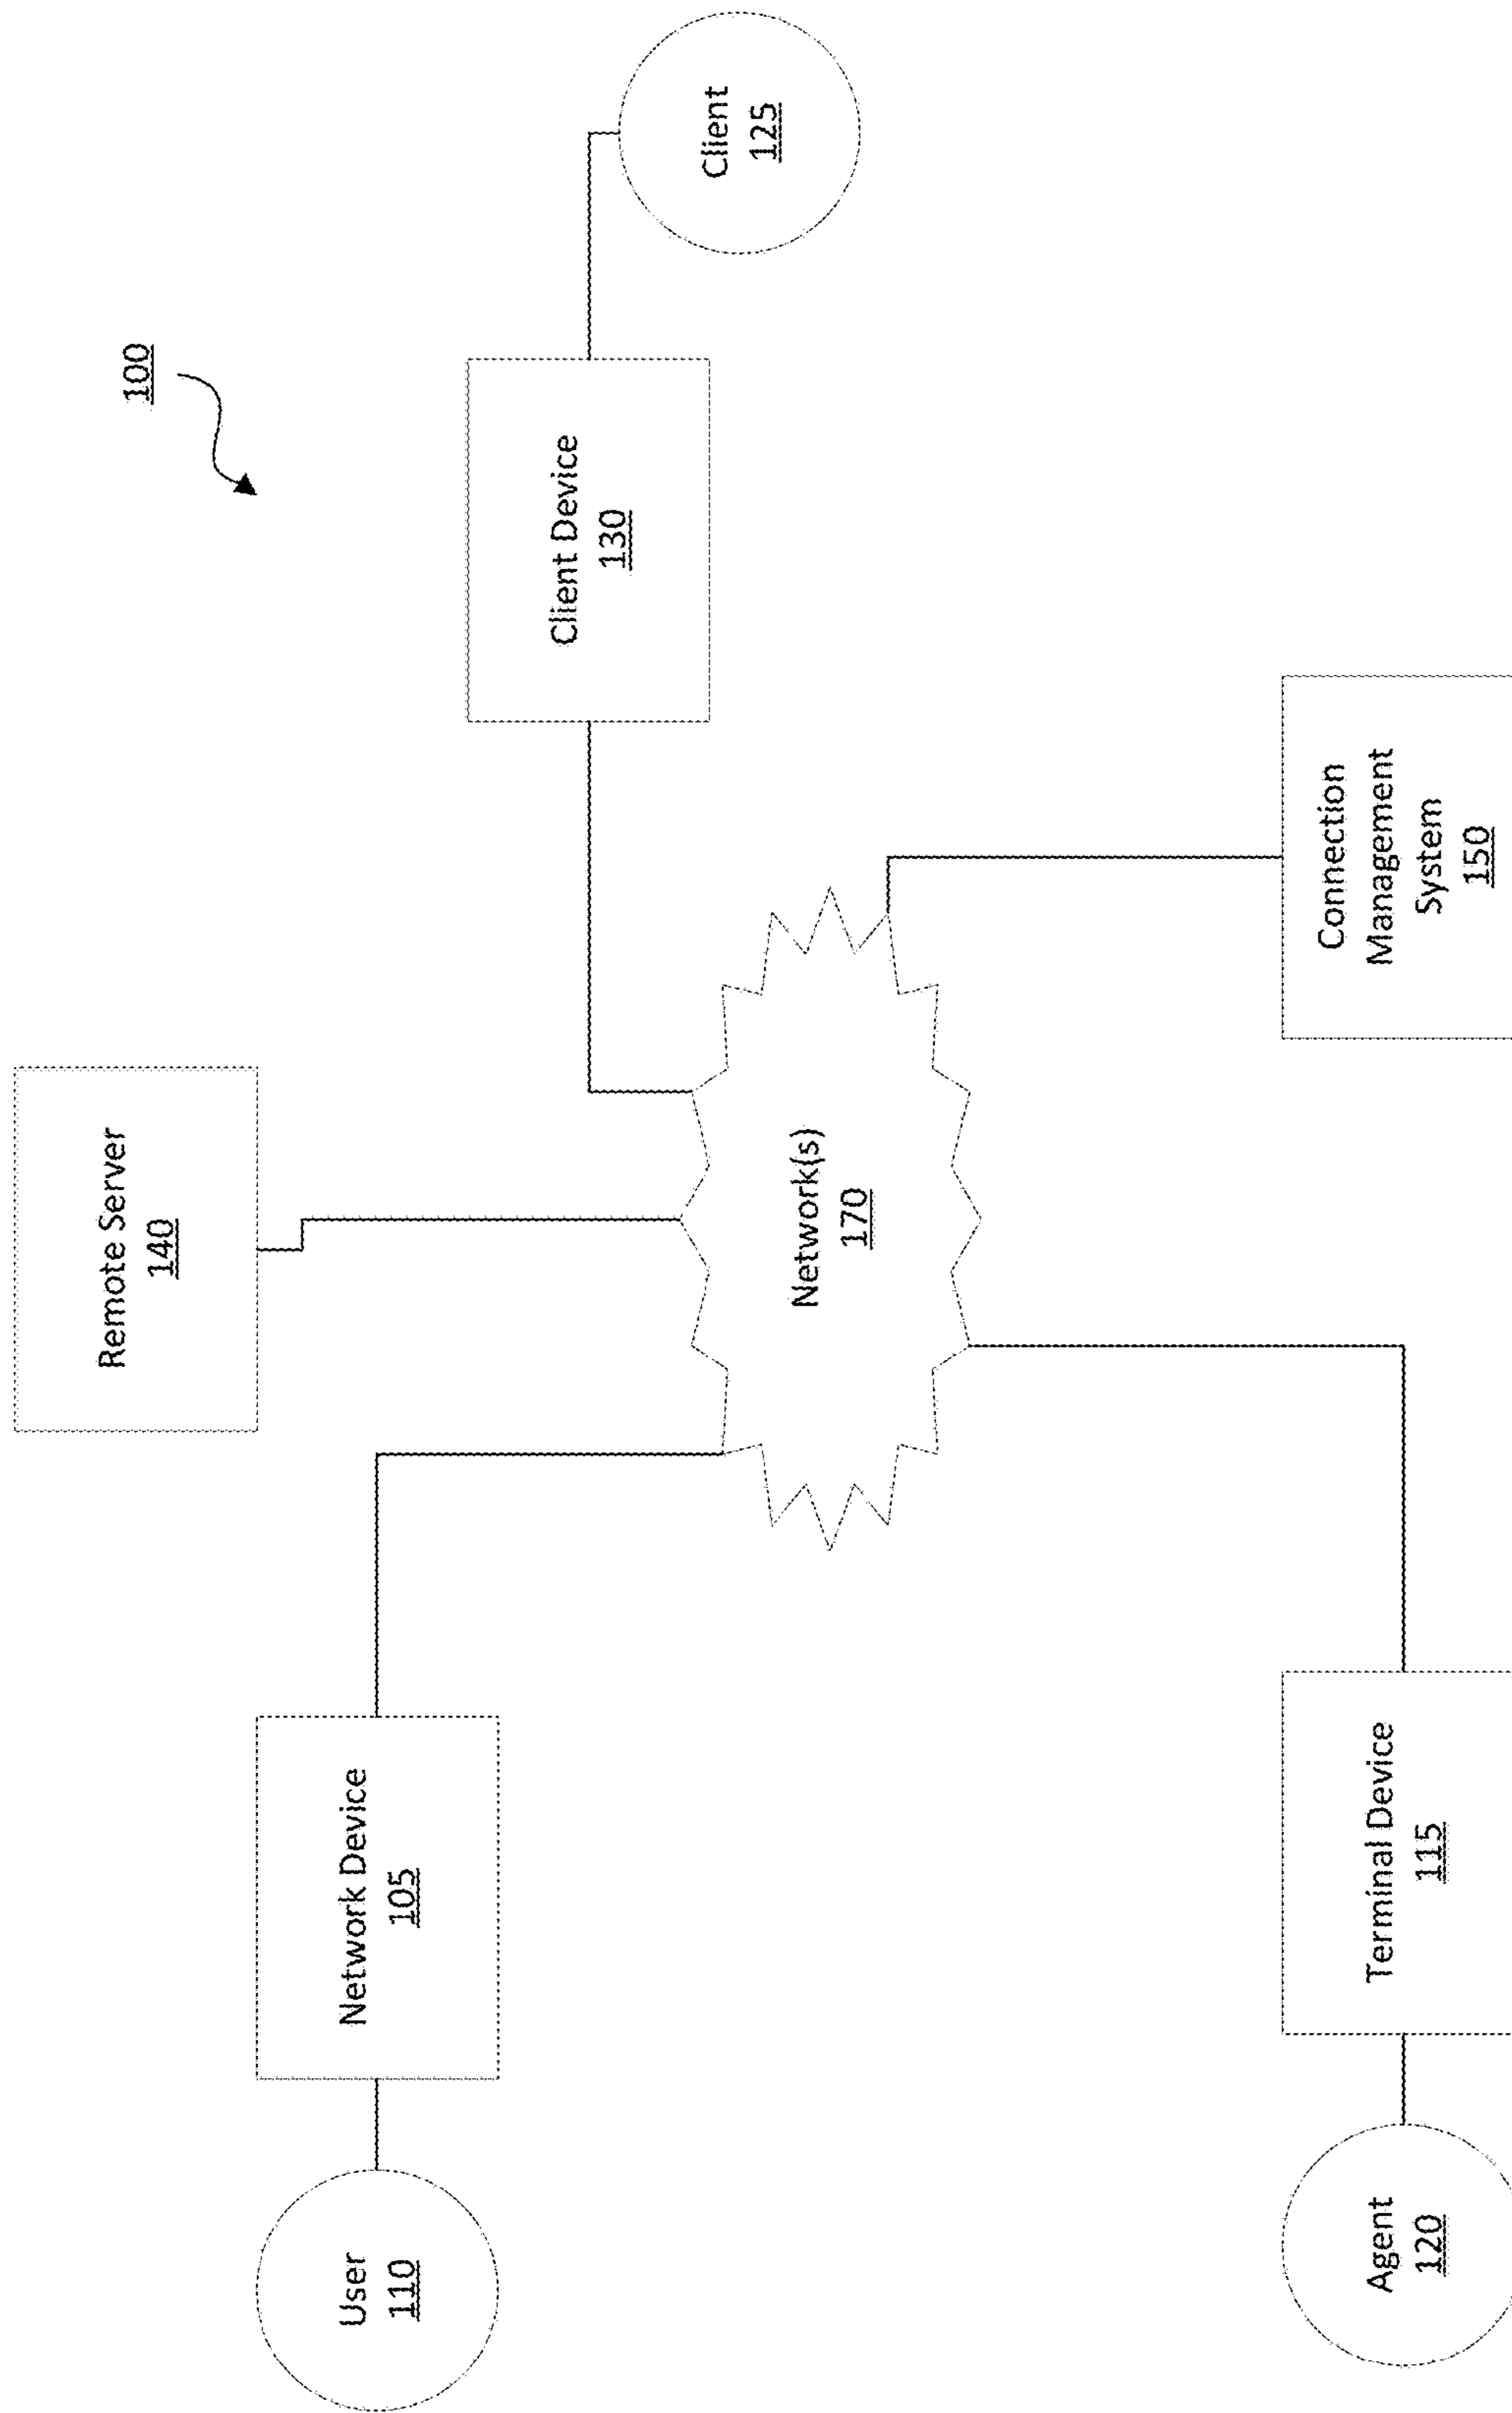 100
Remote Server
140
User
110
Network Device
105
Client Device
130
Client
125
Network(s)
170
Agent
120
Terminal Device
115
Connection
Management
System
150